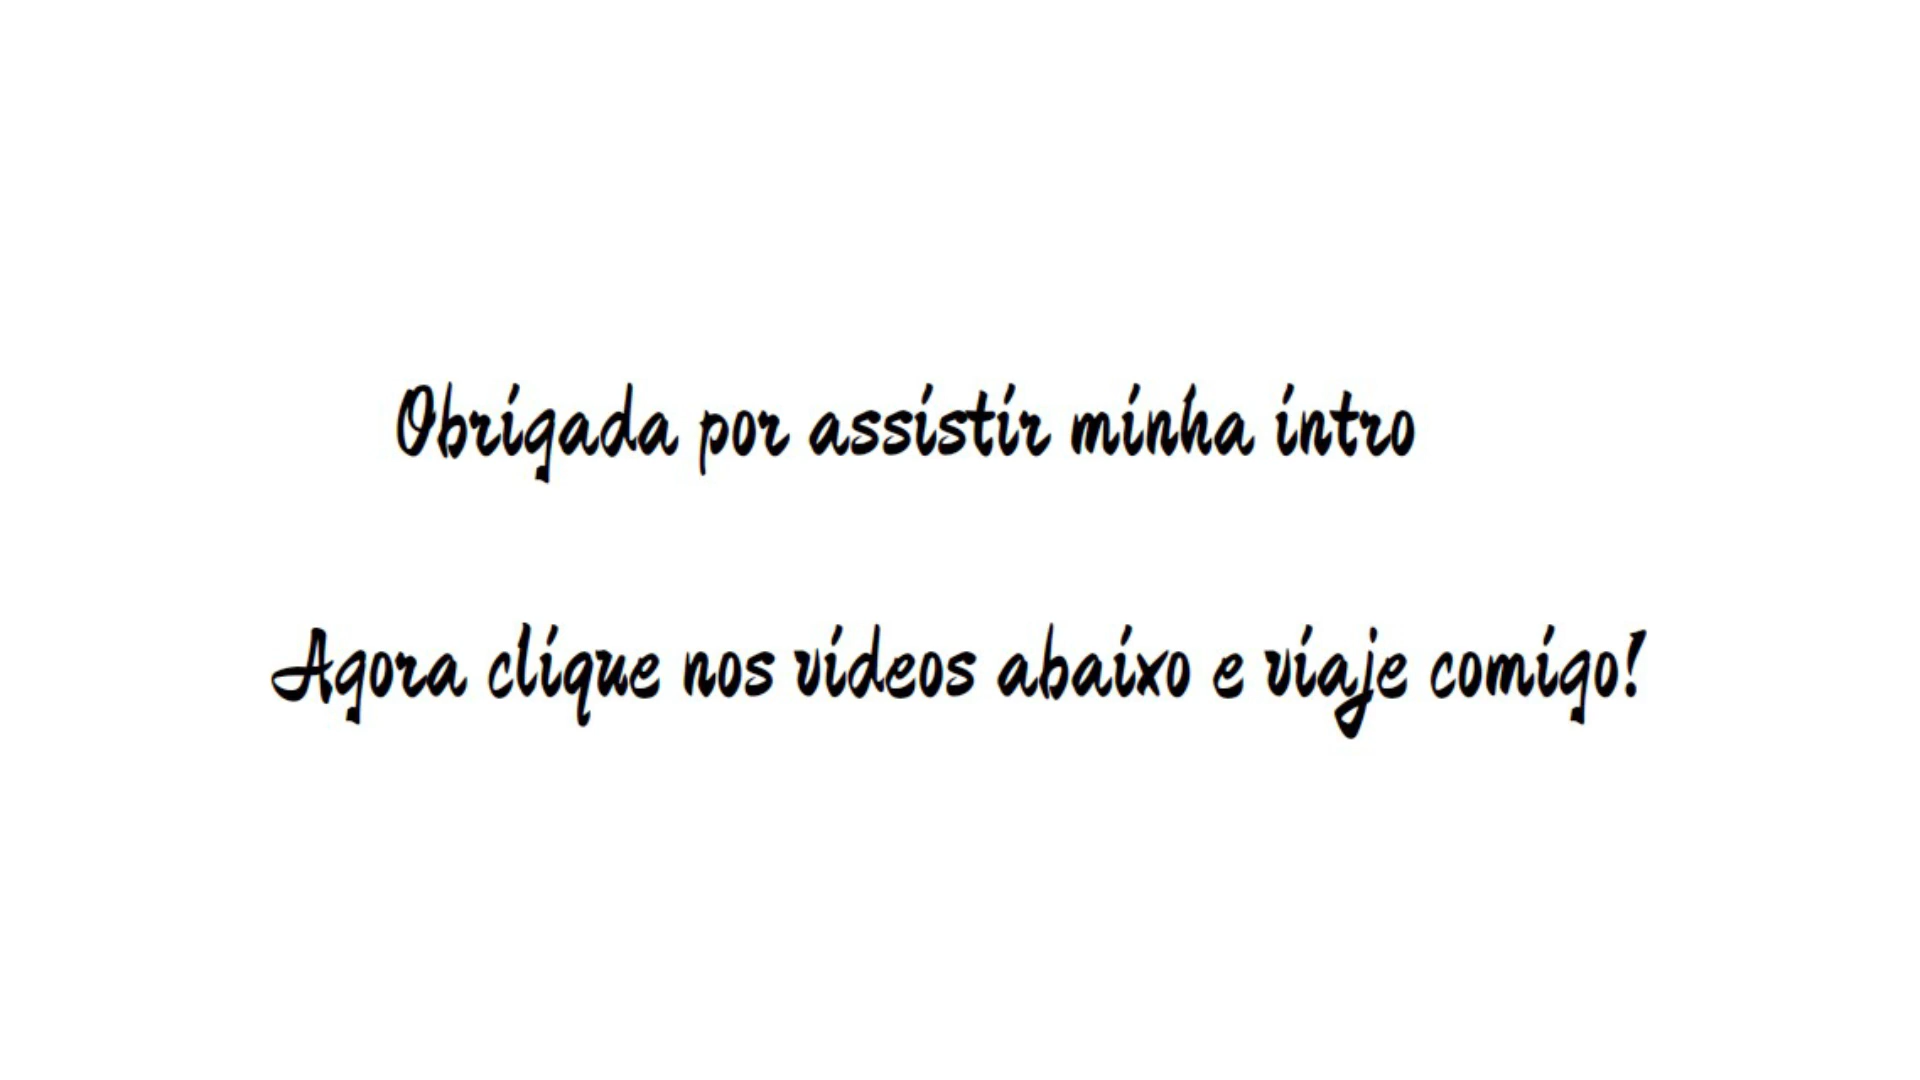 Obrigada por assistir minha intro
Agora clique nos vídeos abaixo e viaje comigo!